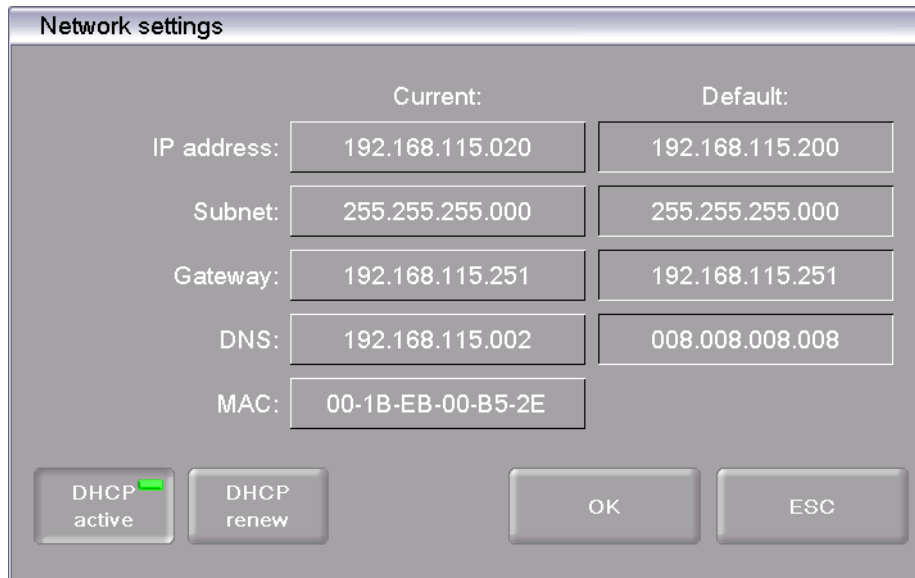 Network settings
Current: Default:
IP address: 192.168.115.020 192.168.115.200
Subnet: 255.255.255.000 255.255.255.000
Gateway: 192.168.115.251 192.168.115.251
DNS: 192.168.115.002 008.008.008.008
MAC: 00-1B-EB-00-B5-2E
DHCP active
DHCP renew
OK
ESC